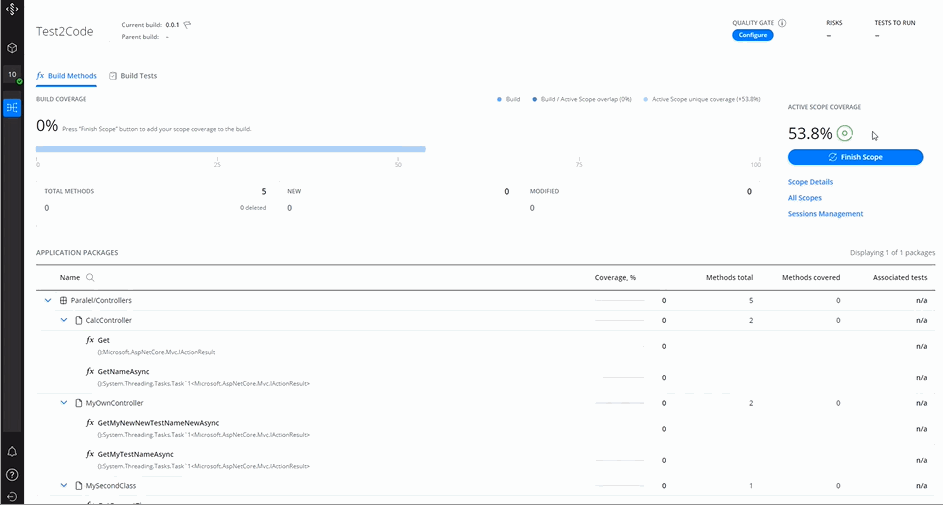 Test2Code
Current build: 0.0.1
Parent build: –
QUALITY GATE
Configure
RISKS
–
TESTS TO RUN
–
10
fx Build Methods
Build Tests
BUILD COVERAGE
Build
Build / Active Scope overlap (0%)
Active Scope unique coverage (+53.8%)
0% Press "Finish Scope" button to add your scope coverage to the build.
0 25 50 75 100
ACTIVE SCOPE COVERAGE
53.8%
Finish Scope
Scope Details
All Scopes
Sessions Management
TOTAL METHODS 5
0 0 deleted
NEW 0
0
MODIFIED 0
0
APPLICATION PACKAGES
Displaying 1 of 1 packages
Name Coverage, % Methods total Methods covered Associated tests
Paralel/Controllers 0 5 0 n/a
CalcController 0 2 0 n/a
fx Get 0 n/a
():Microsoft.AspNetCore.Mvc.IActionResult
fx GetNameAsync 0 n/a
():System.Threading.Tasks.Task`1<Microsoft.AspNetCore.Mvc.IActionResult>
MyOwnController 0 2 0 n/a
fx GetMyNewNewTestNameNewAsync 0 n/a
():System.Threading.Tasks.Task`1<Microsoft.AspNetCore.Mvc.IActionResult>
fx GetMyTestNameAsync 0 n/a
():System.Threading.Tasks.Task`1<Microsoft.AspNetCore.Mvc.IActionResult>
MySecondClass 0 1 0 n/a